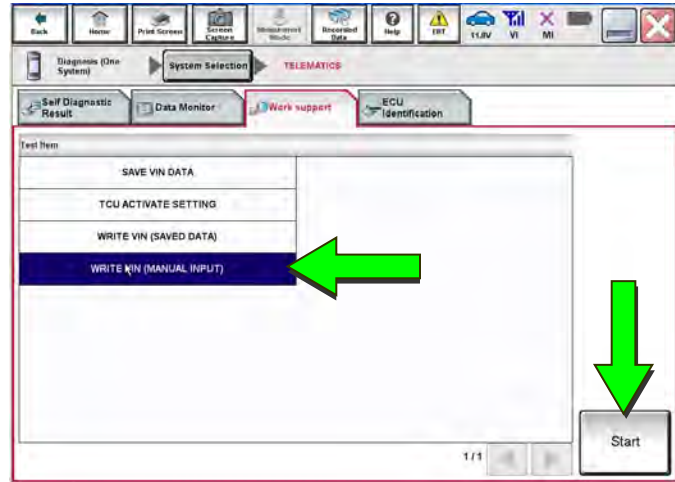 Back
Home
Print Screen
Screen Capture
Measurement Mode
Recorded Data
Help
ERT
11.8V
VI
MI
Diagnosis (One System)
System Selection
TELEMATICS
Self Diagnostic Result
Data Monitor
Work support
ECU Identification
Test Item
SAVE VIN DATA
TCU ACTIVATE SETTING
WRITE VIN (SAVED DATA)
WRITE VIN (MANUAL INPUT)
1/1
Start